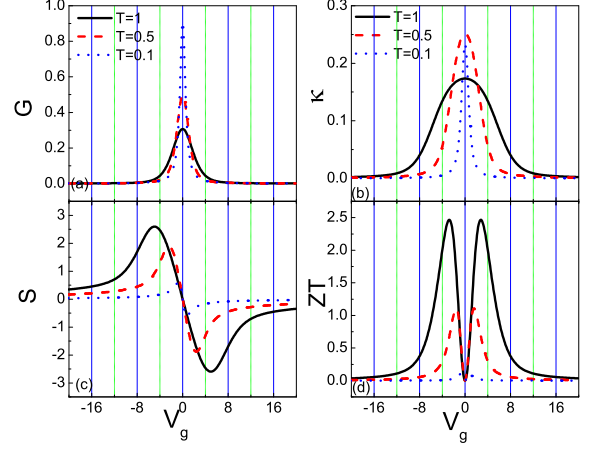 1.0
0.8
0.6
0.4
0.2
0.0
G
T=1
T=0.5
T=0.1
(a)
0.3
0.2
0.1
0.0
κ
T=1
T=0.5
T=0.1
(b)
3
2
1
0
-1
-2
-3
S
(c)
-16 -8 0 8 16
Vg
2.5
2.0
1.5
1.0
0.5
0.0
ZT
(d)
-16 -8 0 8 16
Vg